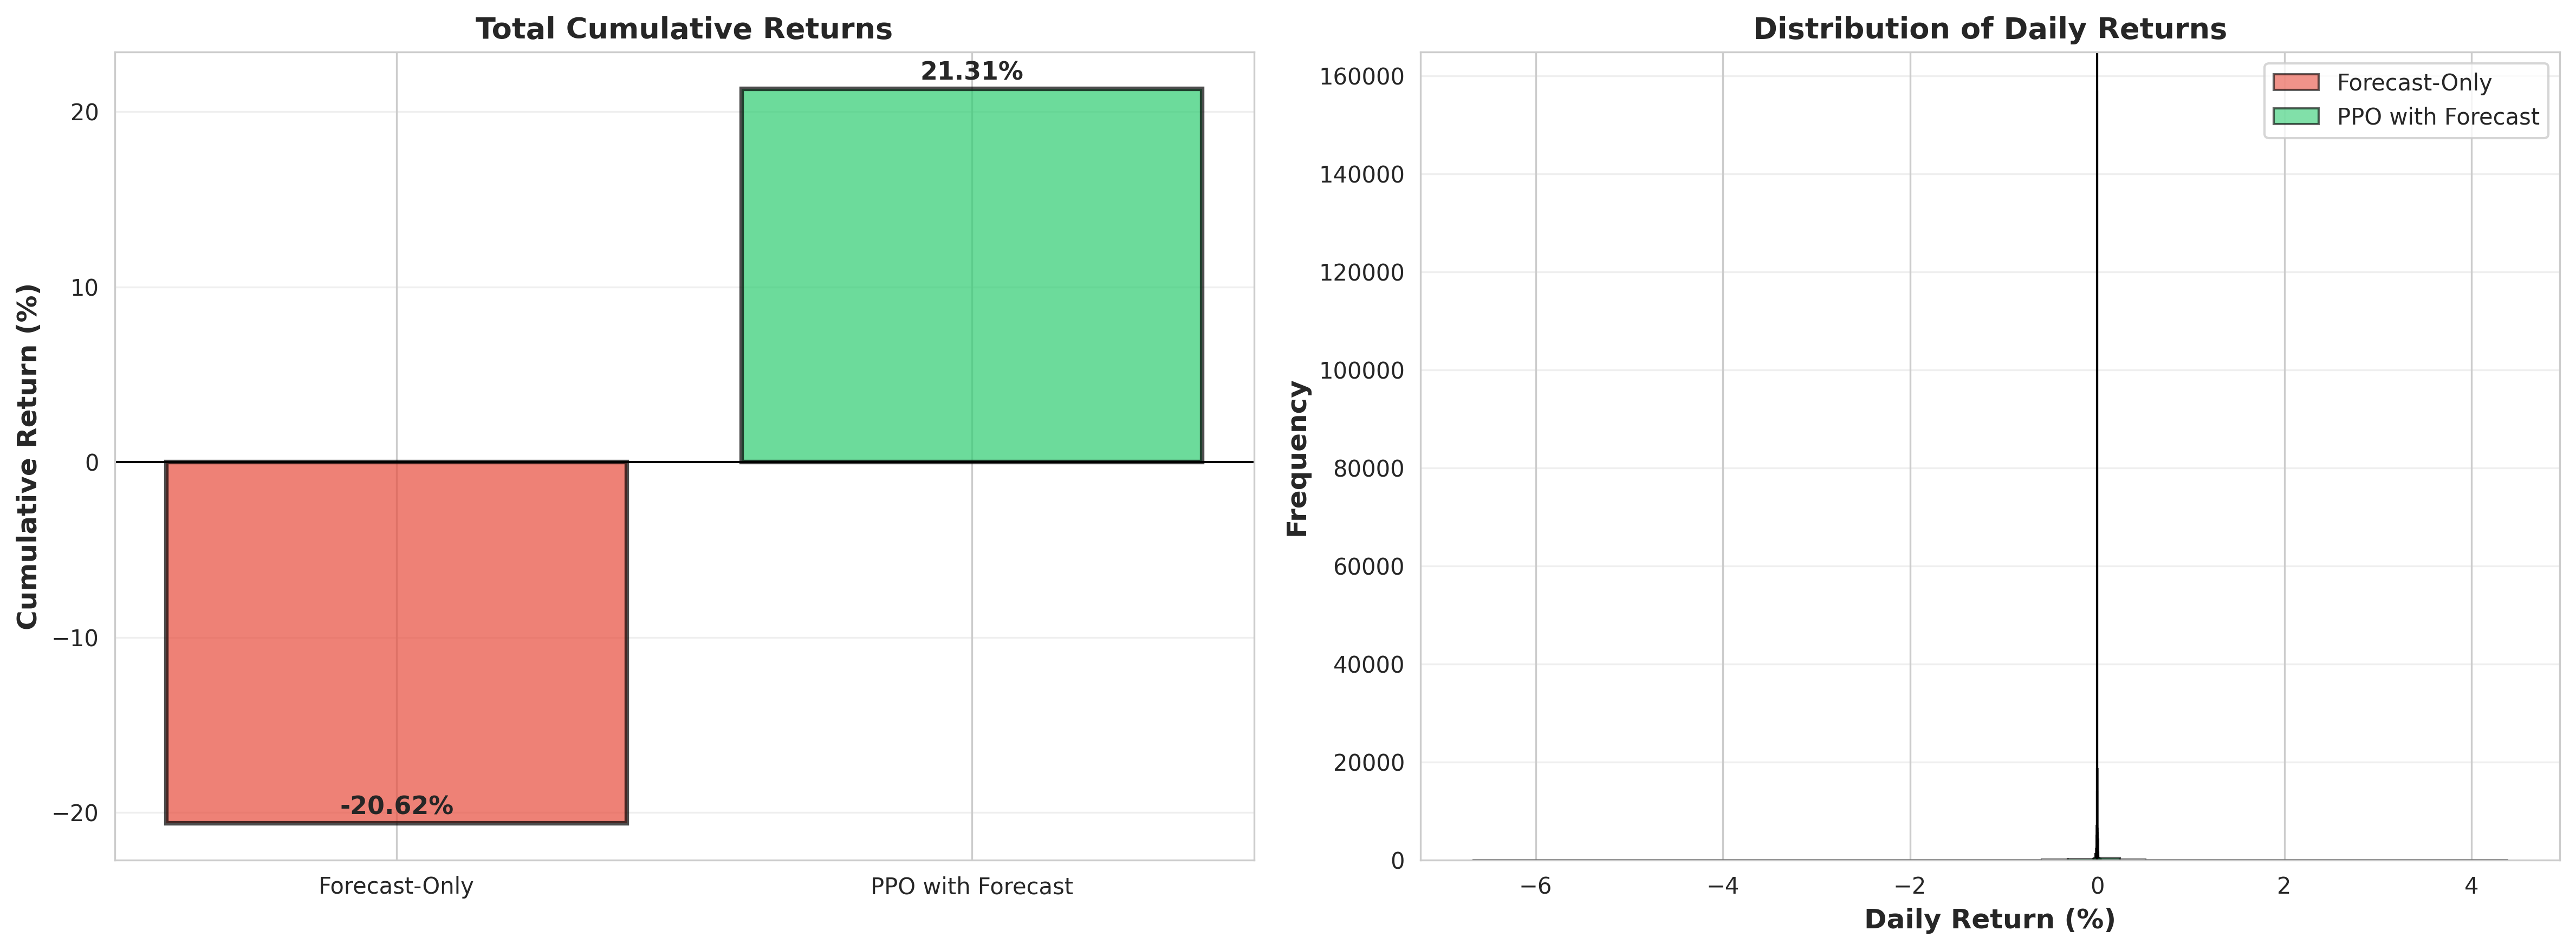 Total Cumulative Returns
Cumulative Return (%)
20
10
0
−10
−20
21.31%
-20.62%
Forecast-Only
PPO with Forecast
Distribution of Daily Returns
Frequency
160000
140000
120000
100000
80000
60000
40000
20000
0
Forecast-Only
PPO with Forecast
−6 −4 −2 0 2 4
Daily Return (%)